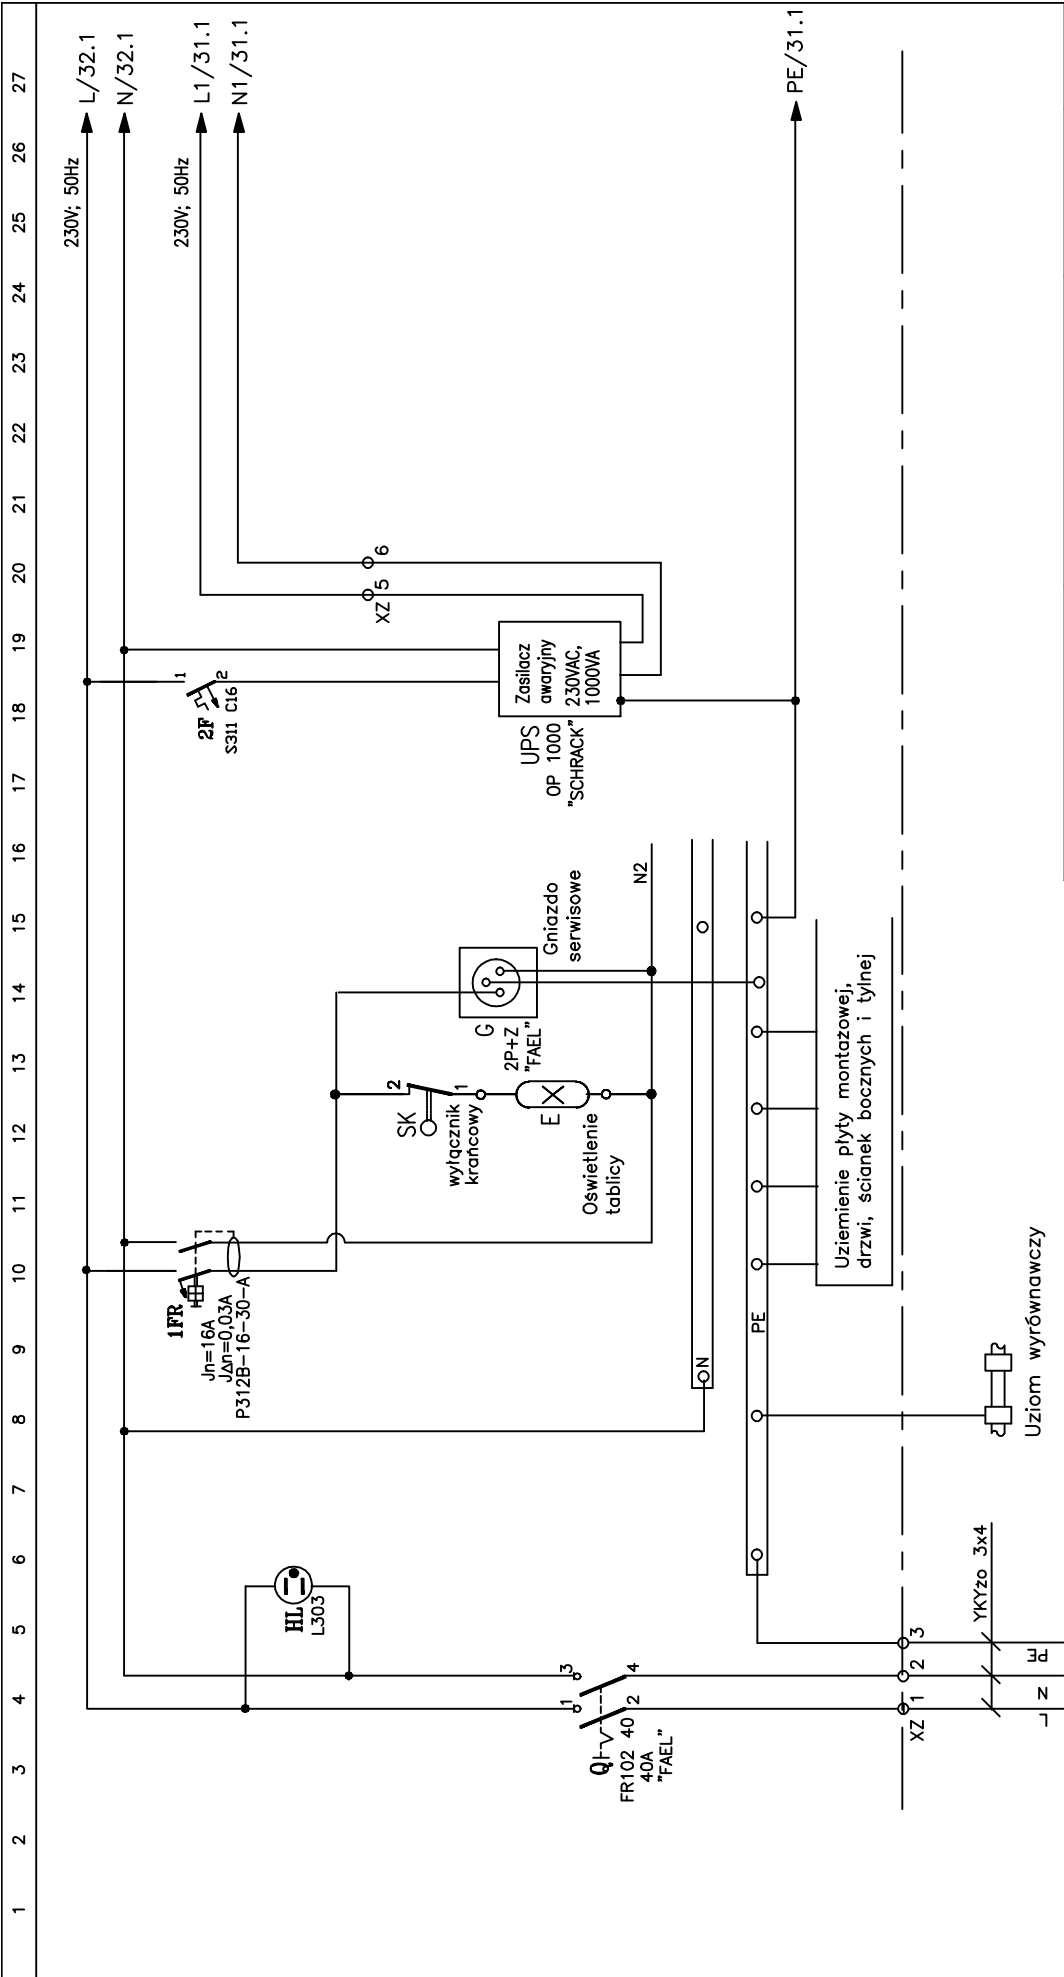 1 2 3 4 5 6 7 8 9 10 11 12 13 14 15 16 17 18 19 20 21 22 23 24 25 26 27
230V; 50Hz
L/32.1
N/32.1
230V; 50Hz
L1/31.1
N1/31.1
PE/31.1
HL
L303
1FR
Jn=16A
JΔn=0,03A
P312B-16-30-A
2F
S311 C16
1
2
XZ
5
6
SK
2
1
wyłącznik
krańcowy
E
Oświetlenie
tablicy
G
2P+Z
"FAEL"
Gniazdo
serwisowe
N2
UPS
OP 1000
"SCHRACK"
Zasilacz
awaryjny
230VAC,
1000VA
1
3
2
4
Q
FR102 40
40A
"FAEL"
N
PE
Uziemienie płyty montażowej,
drzwi, ścianek bocznych i tylnej
XZ
1
2
3
YKYżo 3x4
L
N
PE
Uziom wyrównawczy